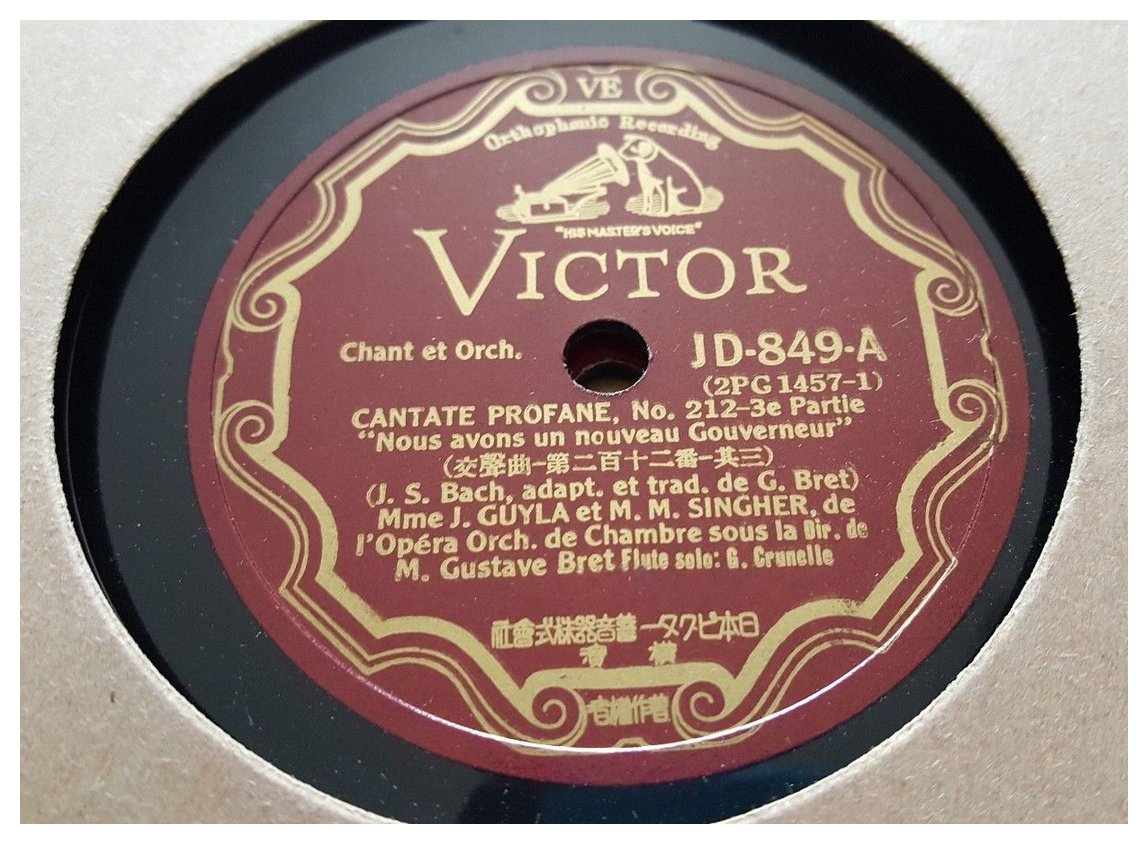 VE
Orthophonic Recording
"HIS MASTER'S VOICE"
VICTOR
Chant et Orch.
JD-849-A
(2PG1457-1)
CANTATE PROFANE, No. 212-3e Partie
"Nous avons un nouveau Gouverneur"
(交聲曲-第二百十二番-其三)
(J. S. Bach, adapt. et trad. de G. Bret)
Mme J. GUYLA et M. M. SINGHER, de
l'Opéra Orch. de Chambre sous la Dir. de
M. Gustave Bret Flute solo: G. Crunelle
社會式株器音蓄ータクビ本日
濱横
有權作著